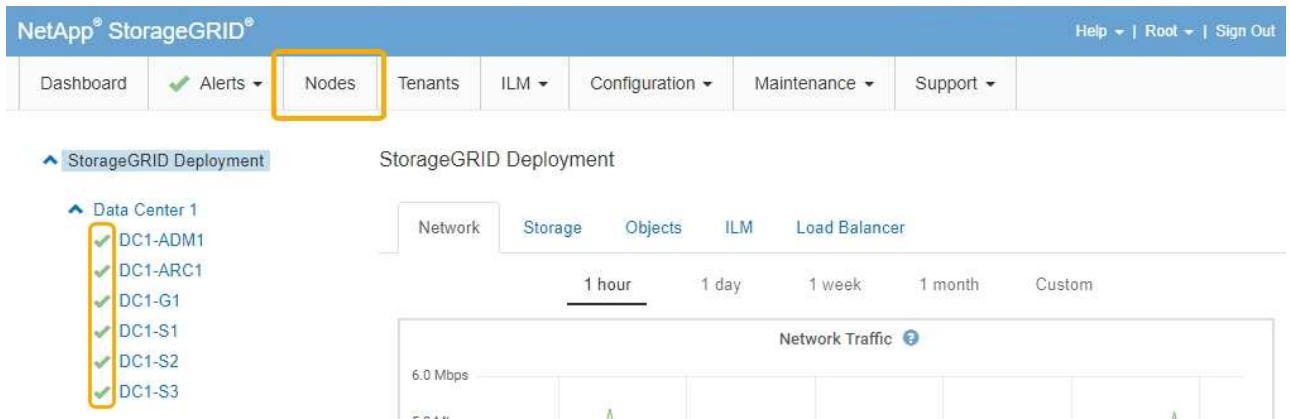 NetApp® StorageGRID®
Help | Root | Sign Out
Dashboard Alerts Nodes Tenants ILM Configuration Maintenance Support
StorageGRID Deployment
StorageGRID Deployment
Data Center 1
DC1-ADM1
DC1-ARC1
DC1-G1
DC1-S1
DC1-S2
DC1-S3
Network Storage Objects ILM Load Balancer
1 hour 1 day 1 week 1 month Custom
Network Traffic ?
6.0 Mbps